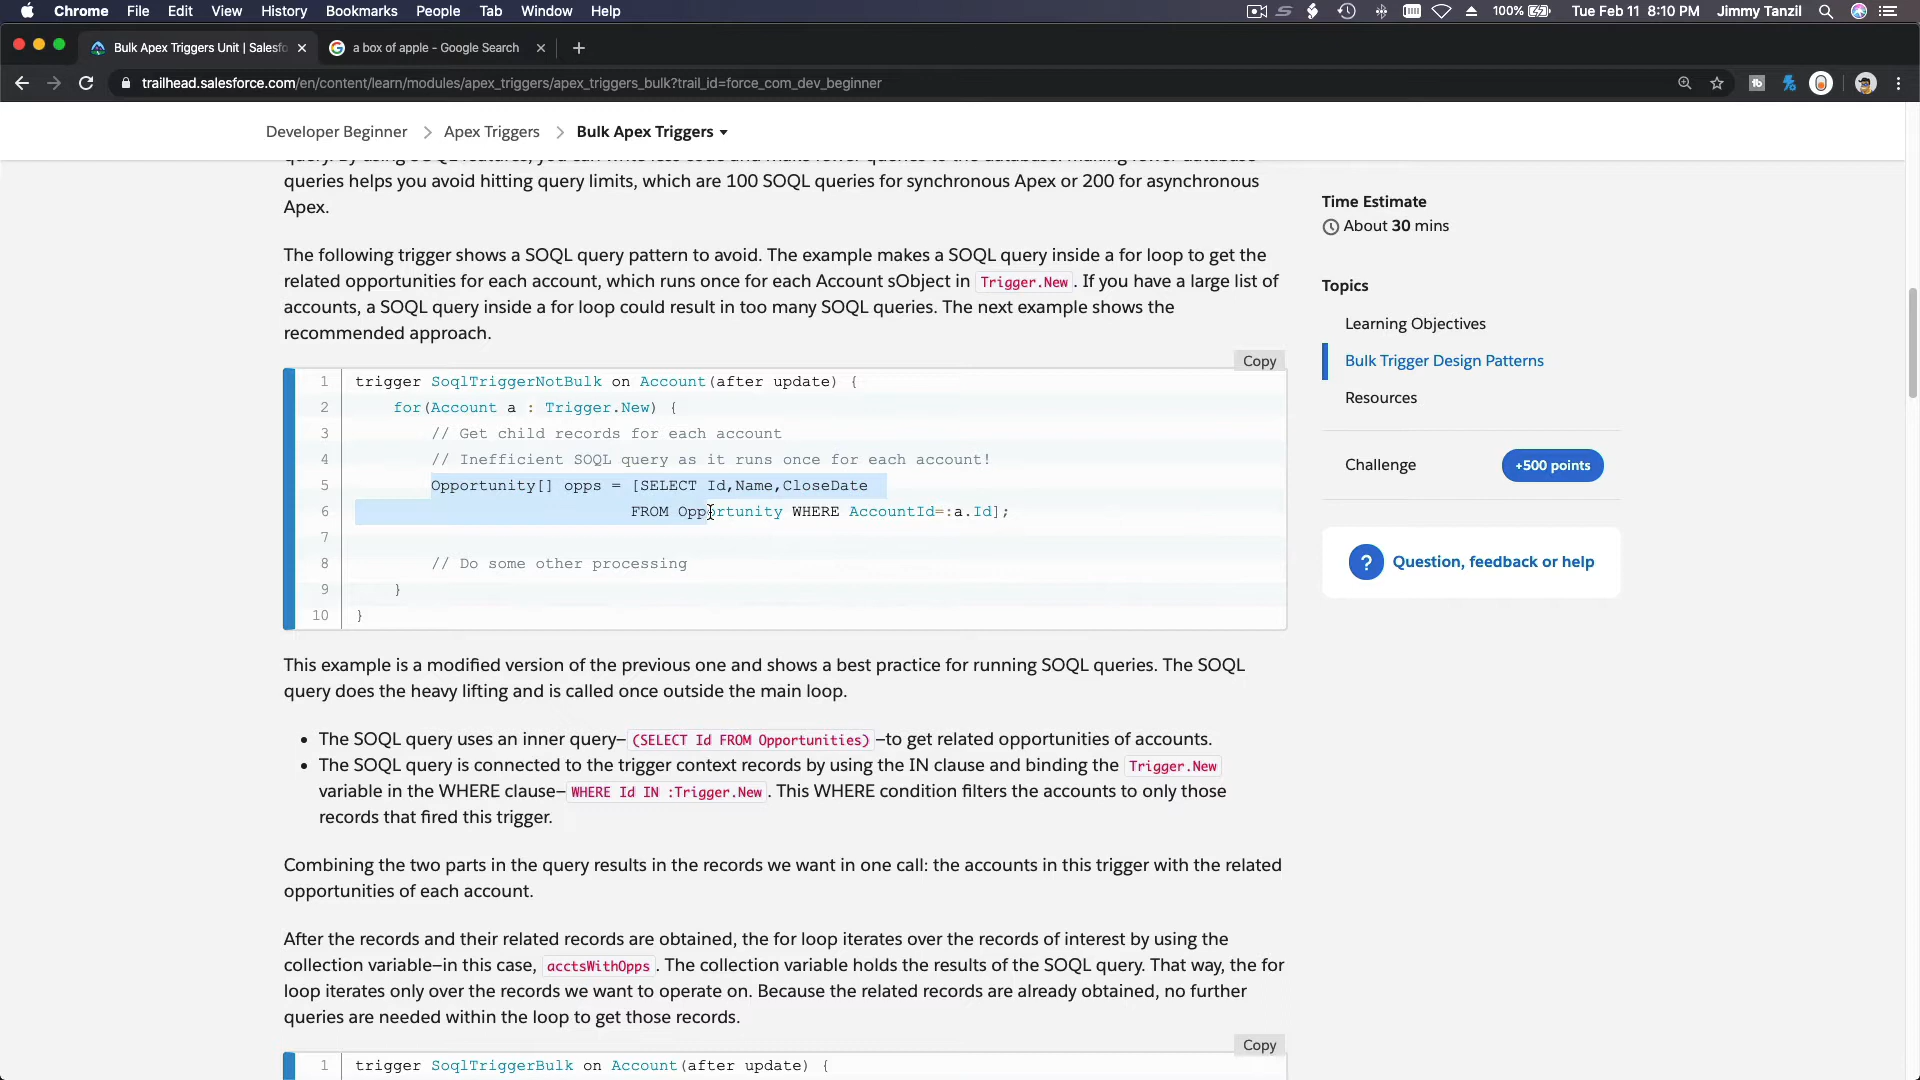 Chrome File Edit View History Bookmarks People Tab Window Help 100% Tue Feb 11 8:10 PM Jimmy Tanzil
Bulk Apex Triggers Unit | Salesfo a box of apple - Google Search
trailhead.salesforce.com/en/content/learn/modules/apex_triggers/apex_triggers_bulk?trail_id=force_com_dev_beginner
Developer Beginner > Apex Triggers > Bulk Apex Triggers
query. By using SOQL features, you can write less code and make fewer queries to the database. Making fewer database
queries helps you avoid hitting query limits, which are 100 SOQL queries for synchronous Apex or 200 for asynchronous
Apex.
The following trigger shows a SOQL query pattern to avoid. The example makes a SOQL query inside a for loop to get the
related opportunities for each account, which runs once for each Account sObject in Trigger.New. If you have a large list of
accounts, a SOQL query inside a for loop could result in too many SOQL queries. The next example shows the
recommended approach.
Copy
1 trigger SoqlTriggerNotBulk on Account(after update) {
2 for(Account a : Trigger.New) {
3 // Get child records for each account
4 // Inefficient SOQL query as it runs once for each account!
5 Opportunity[] opps = [SELECT Id,Name,CloseDate
6 FROM Opportunity WHERE AccountId=:a.Id];
7
8 // Do some other processing
9 }
10 }
This example is a modified version of the previous one and shows a best practice for running SOQL queries. The SOQL
query does the heavy lifting and is called once outside the main loop.
• The SOQL query uses an inner query—(SELECT Id FROM Opportunities)—to get related opportunities of accounts.
• The SOQL query is connected to the trigger context records by using the IN clause and binding the Trigger.New
variable in the WHERE clause—WHERE Id IN :Trigger.New. This WHERE condition filters the accounts to only those
records that fired this trigger.
Combining the two parts in the query results in the records we want in one call: the accounts in this trigger with the related
opportunities of each account.
After the records and their related records are obtained, the for loop iterates over the records of interest by using the
collection variable—in this case, acctsWithOpps. The collection variable holds the results of the SOQL query. That way, the for
loop iterates only over the records we want to operate on. Because the related records are already obtained, no further
queries are needed within the loop to get those records.
Copy
1 trigger SoqlTriggerBulk on Account(after update) {
Time Estimate
About 30 mins
Topics
Learning Objectives
Bulk Trigger Design Patterns
Resources
Challenge +500 points
? Question, feedback or help